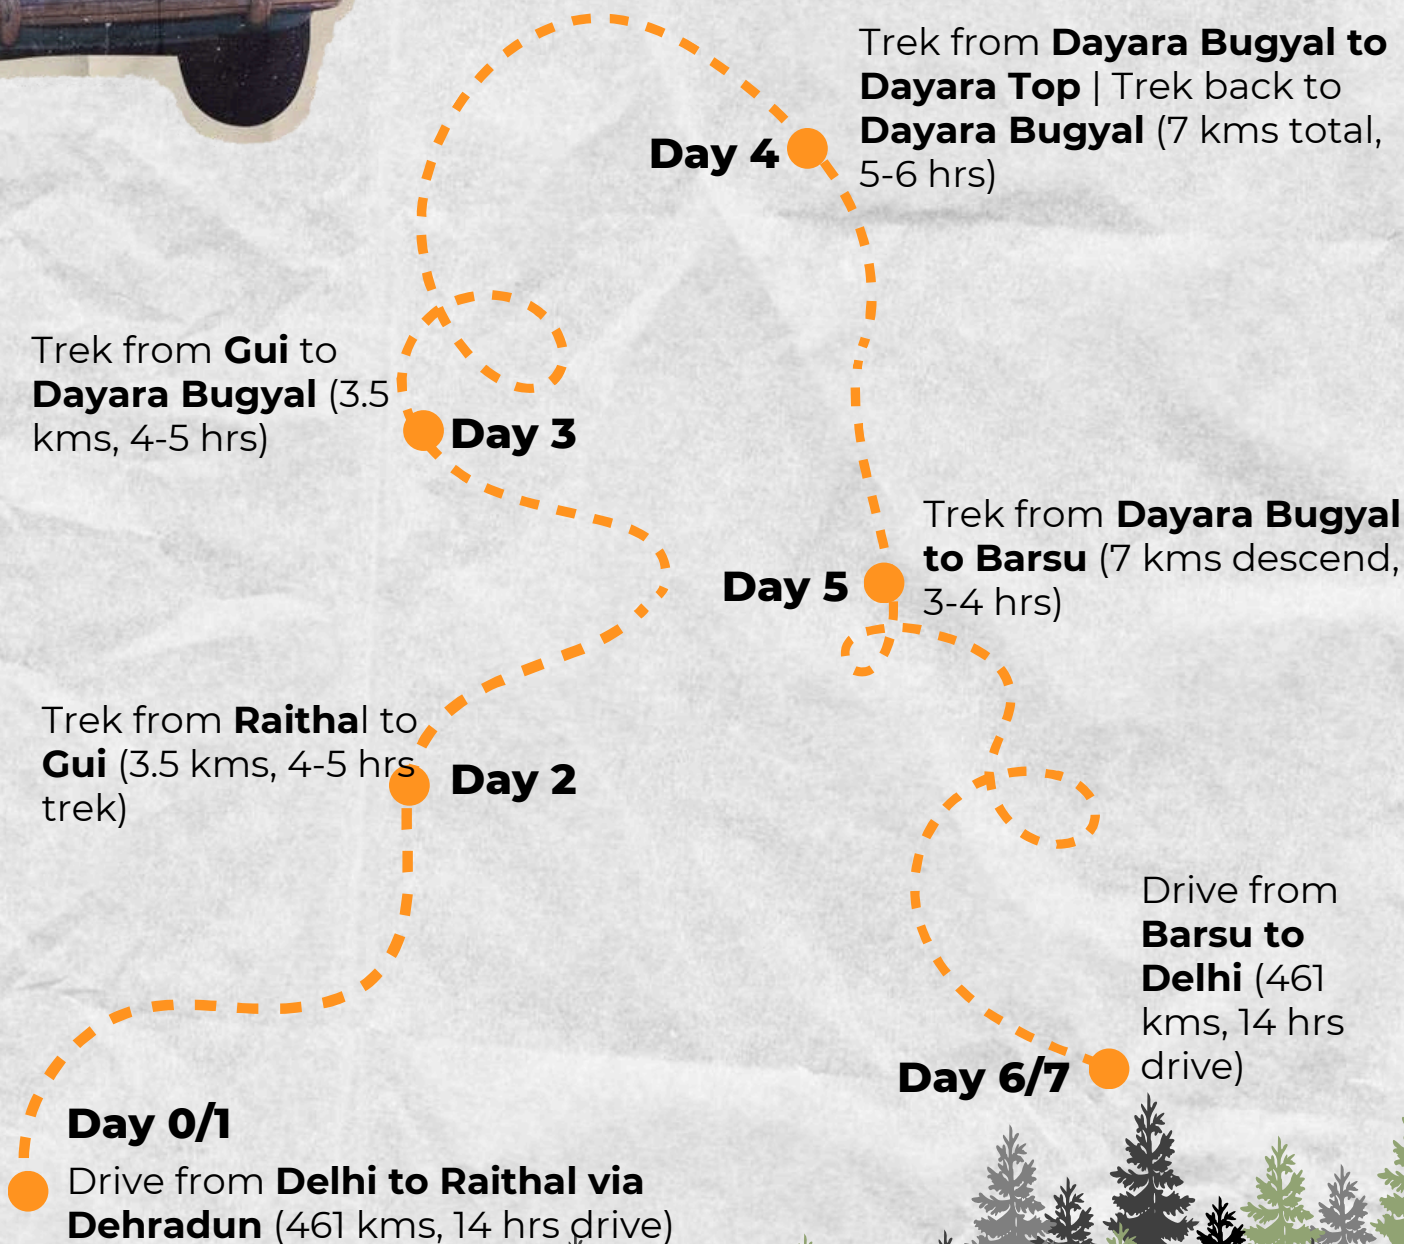 Trek from Dayara Bugyal to
Dayara Top | Trek back to
Dayara Bugyal (7 kms total,
5-6 hrs)
Day 4
Trek from Gui to
Dayara Bugyal (3.5
kms, 4-5 hrs)
Day 3
Trek from Dayara Bugyal
to Barsu (7 kms descend,
3-4 hrs)
Day 5
Trek from Raithal to
Gui (3.5 kms, 4-5 hrs
trek)
Day 2
Drive from
Barsu to
Delhi (461
kms, 14 hrs
drive)
Day 6/7
Day 0/1
Drive from Delhi to Raithal via
Dehradun (461 kms, 14 hrs drive)